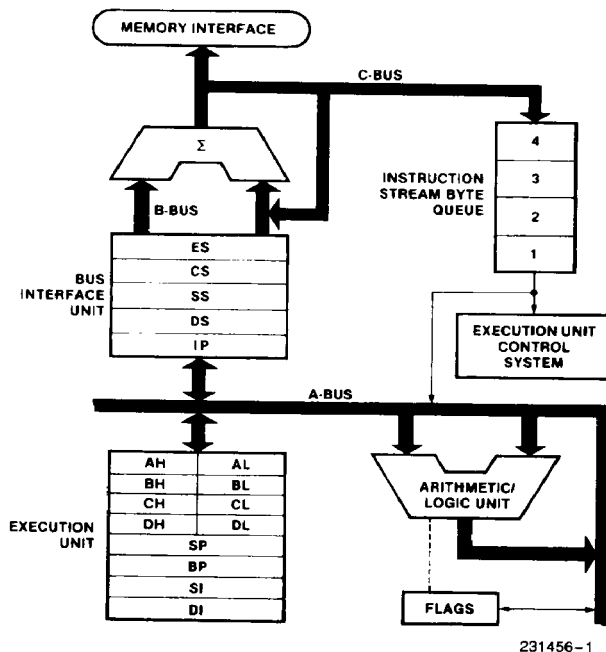 MEMORY INTERFACE
C-BUS
Σ
B-BUS
4
3
2
1
INSTRUCTION
STREAM BYTE
QUEUE
ES
CS
SS
DS
IP
BUS
INTERFACE
UNIT
EXECUTION UNIT
CONTROL
SYSTEM
A-BUS
AH AL
BH BL
CH CL
DH DL
SP
BP
SI
DI
EXECUTION
UNIT
ARITHMETIC/
LOGIC UNIT
FLAGS
231456-1